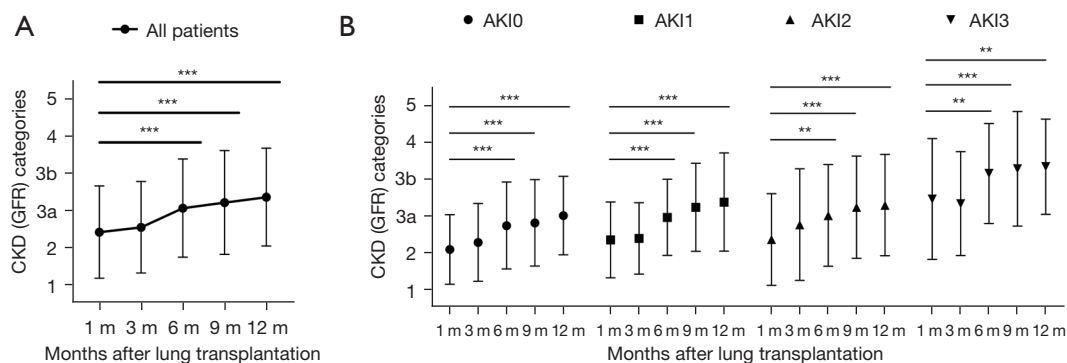 A
All patients
***
***
***
CKD (GFR) categories
5
4
3b
3a
2
1
1 m 3 m 6 m 9 m 12 m
Months after lung transplantation
B
AKI0 AKI1 AKI2 AKI3
***
***
***
***
***
***
***
***
**
**
***
**
CKD (GFR) categories
5
4
3b
3a
2
1
1 m 3 m 6 m 9 m 12 m 1 m 3 m 6 m 9 m 12 m 1 m 3 m 6 m 9 m 12 m 1 m 3 m 6 m 9 m 12 m
Months after lung transplantation